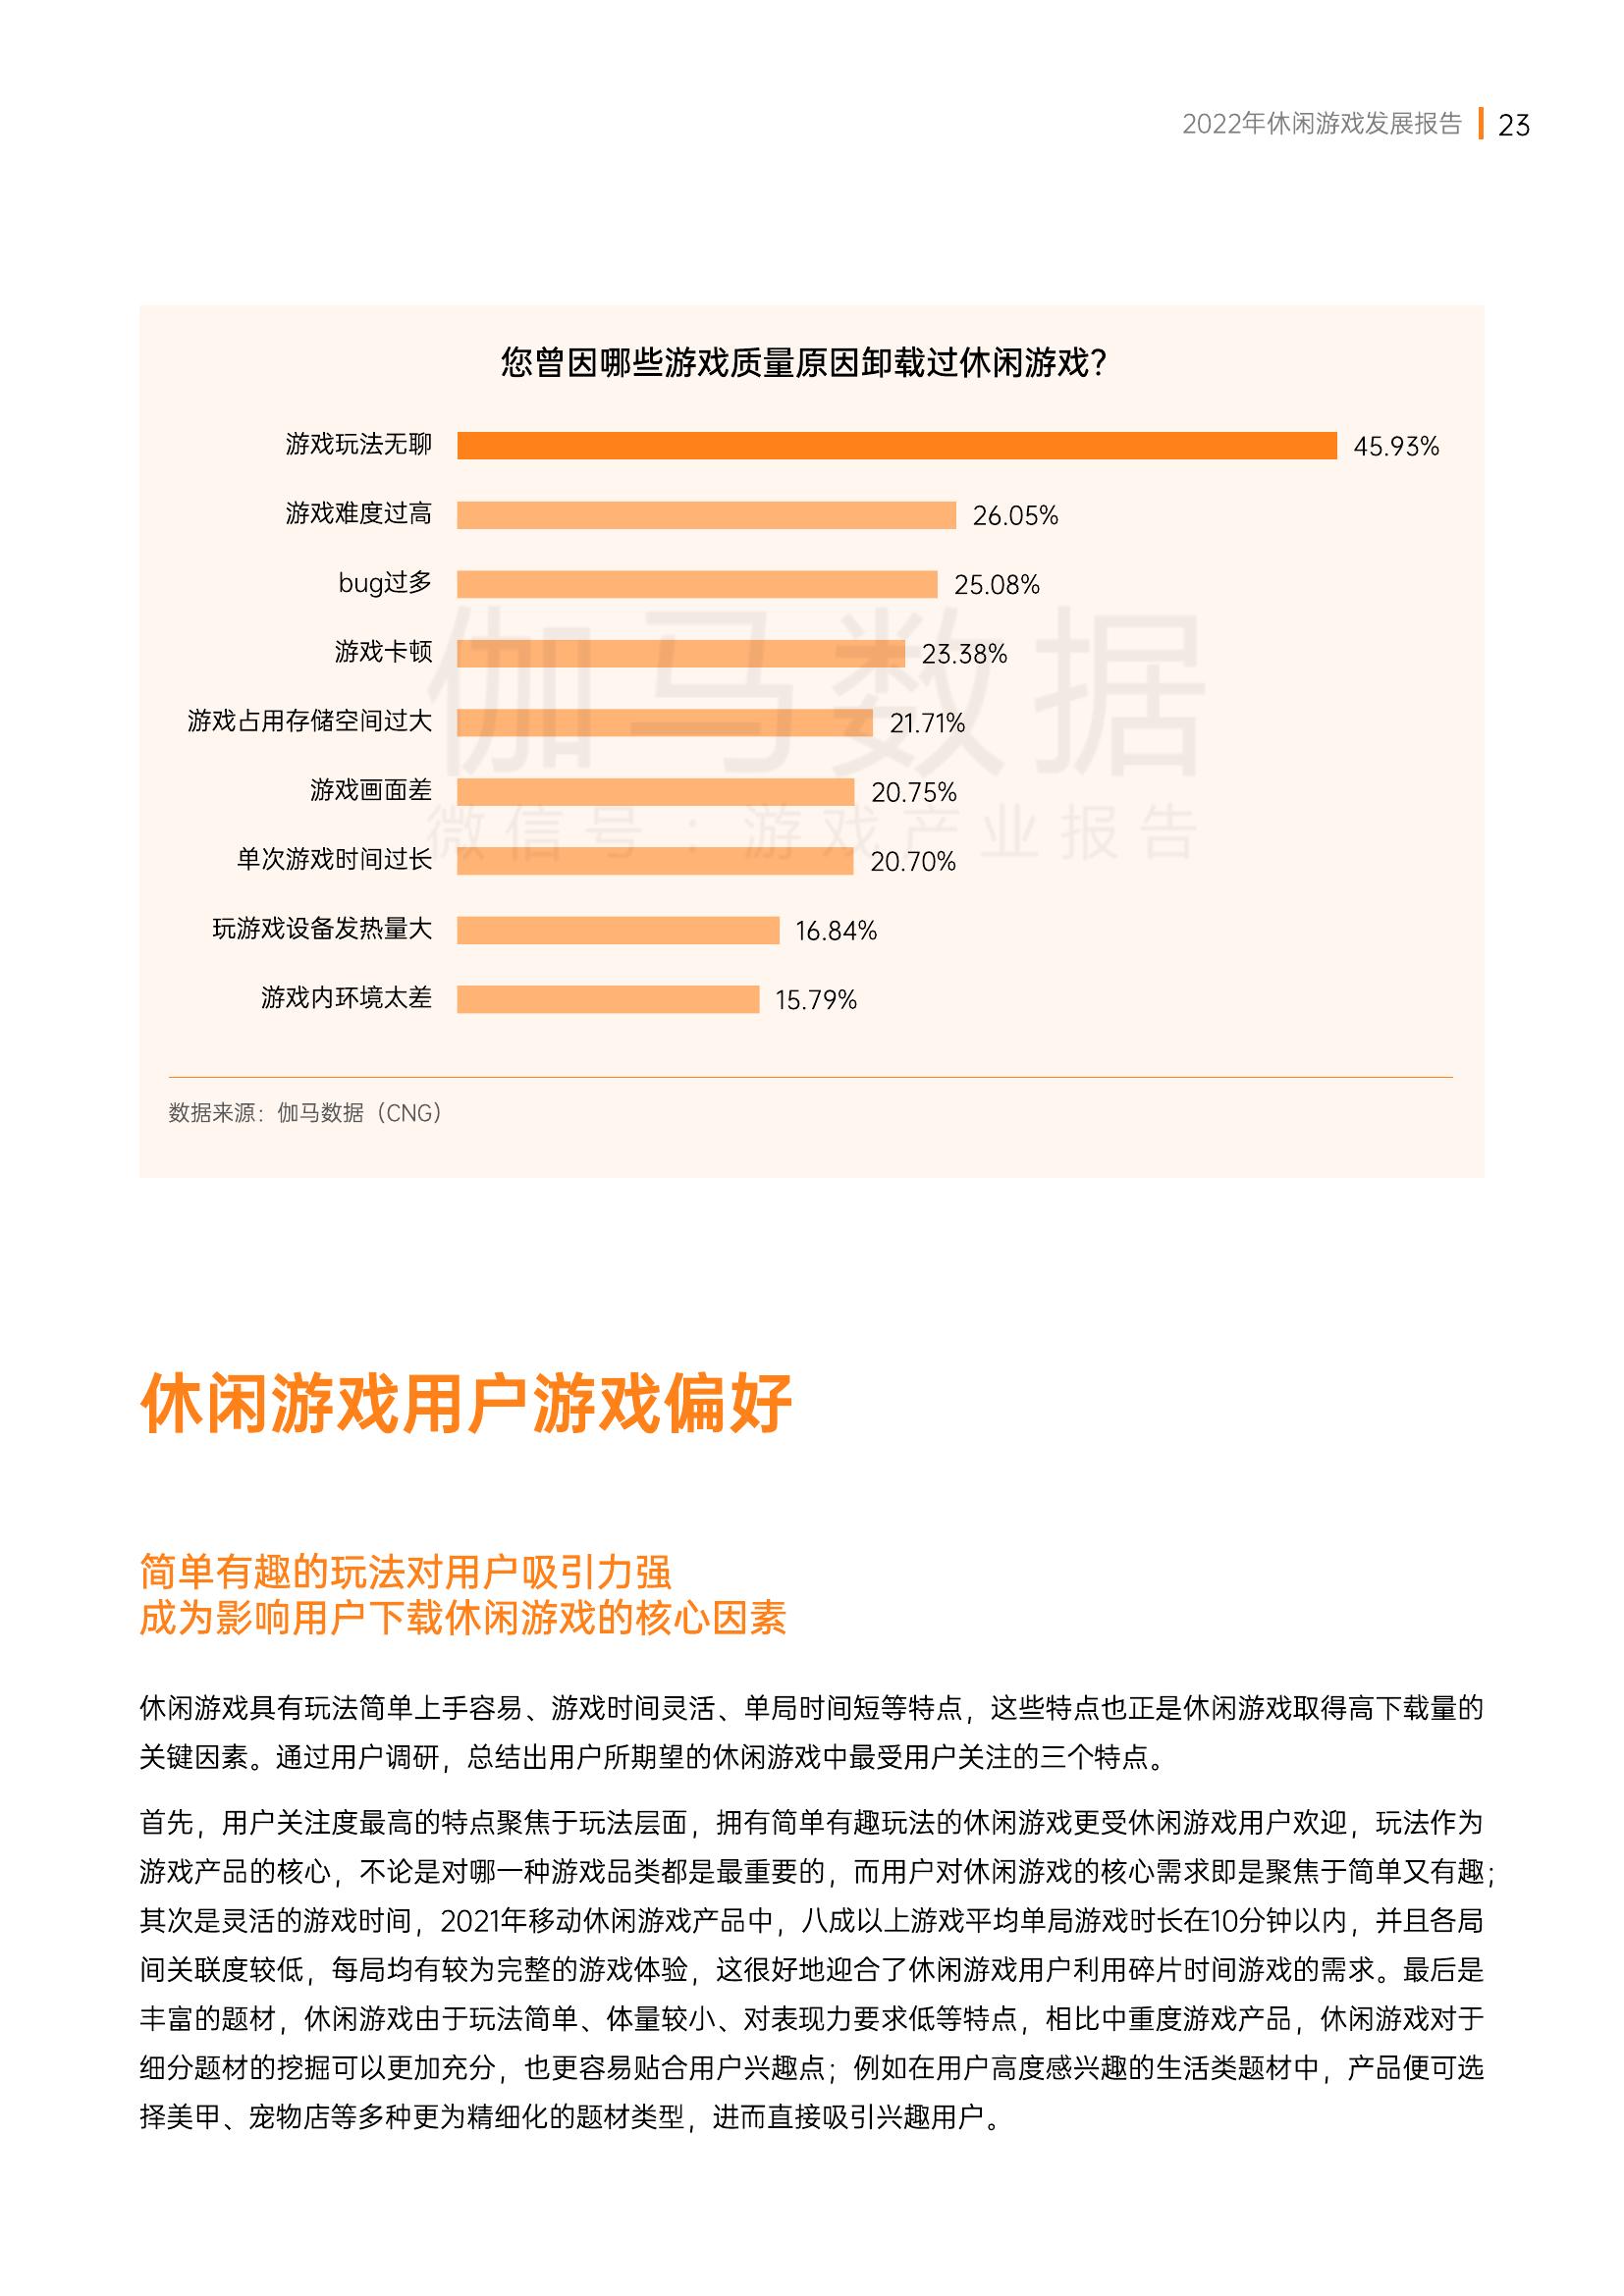 2022年休闲游戏发展报告 23
您曾因哪些游戏质量原因卸载过休闲游戏？
游戏玩法无聊 45.93%
游戏难度过高 26.05%
bug过多 25.08%
游戏卡顿 23.38%
游戏占用存储空间过大 21.71%
游戏画面差 20.75%
单次游戏时间过长 20.70%
玩游戏设备发热量大 16.84%
游戏内环境太差 15.79%
伽马数据
微信号：游戏产业报告
数据来源：伽马数据（CNG）
休闲游戏用户游戏偏好
简单有趣的玩法对用户吸引力强
成为影响用户下载休闲游戏的核心因素
休闲游戏具有玩法简单上手容易、游戏时间灵活、单局时间短等特点，这些特点也正是休闲游戏取得高下载量的
关键因素。通过用户调研，总结出用户所期望的休闲游戏中最受用户关注的三个特点。
首先，用户关注度最高的特点聚焦于玩法层面，拥有简单有趣玩法的休闲游戏更受休闲游戏用户欢迎，玩法作为
游戏产品的核心，不论是对哪一种游戏品类都是最重要的，而用户对休闲游戏的核心需求即是聚焦于简单又有趣；
其次是灵活的游戏时间，2021年移动休闲游戏产品中，八成以上游戏平均单局游戏时长在10分钟以内，并且各局
间关联度较低，每局均有较为完整的游戏体验，这很好地迎合了休闲游戏用户利用碎片时间游戏的需求。最后是
丰富的题材，休闲游戏由于玩法简单、体量较小、对表现力要求低等特点，相比中重度游戏产品，休闲游戏对于
细分题材的挖掘可以更加充分，也更容易贴合用户兴趣点；例如在用户高度感兴趣的生活类题材中，产品便可选
择美甲、宠物店等多种更为精细化的题材类型，进而直接吸引兴趣用户。